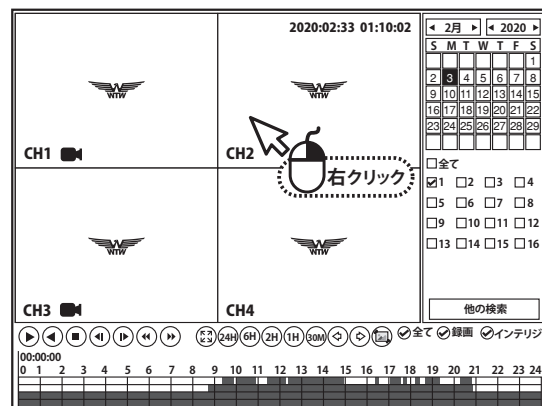 2020:02:33 01:10:02
2月 2020
S M T W T F S
1
2 3 4 5 6 7 8
9 10 11 12 13 14 15
16 17 18 19 20 21 22
23 24 25 26 27 28 29
WTW
WTW
CH1
CH2
右クリック
全て
1 2 3 4
5 6 7 8
9 10 11 12
13 14 15 16
WTW
WTW
CH3
CH4
他の検索
24H 6H 2H 1H 30M
全て 録画 インテリジ
00:00:00
0 1 2 3 4 5 6 7 8 9 10 11 12 13 14 15 16 17 18 19 20 21 22 23 24